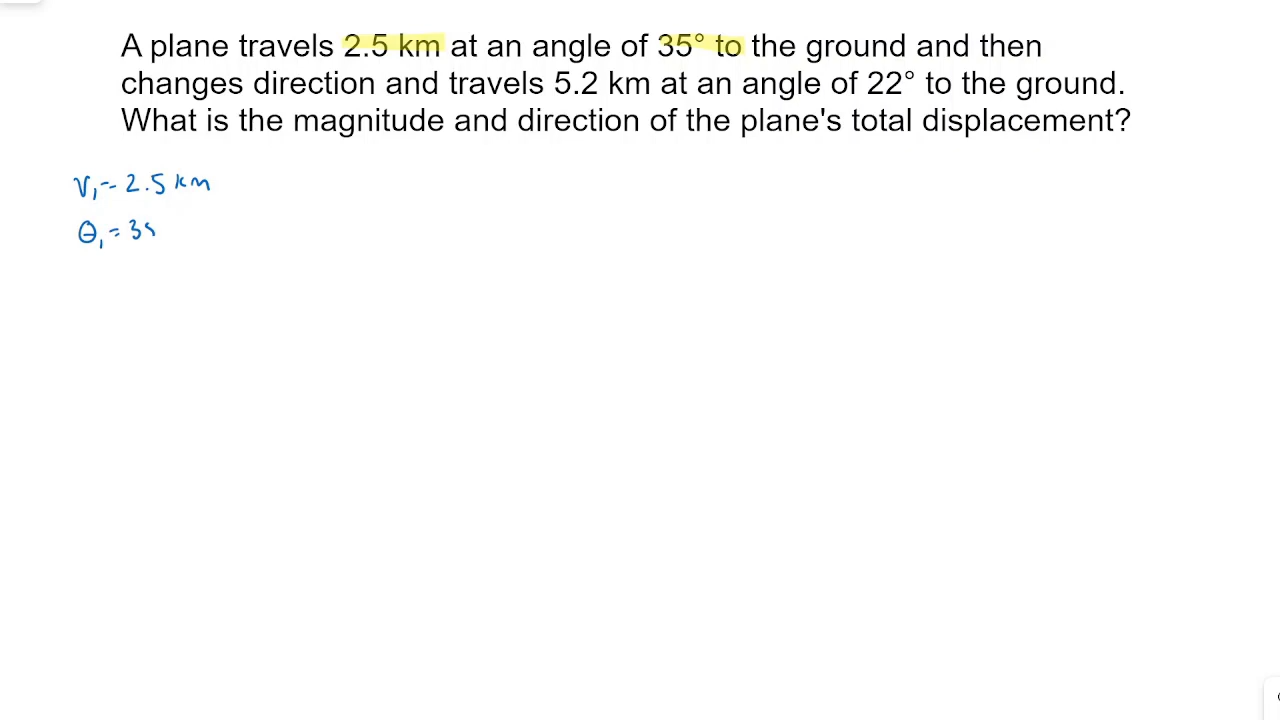 A plane travels 2.5 km at an angle of 35° to the ground and then
changes direction and travels 5.2 km at an angle of 22° to the ground.
What is the magnitude and direction of the plane's total displacement?
V₁ = 2.5 km
θ₁ = 35